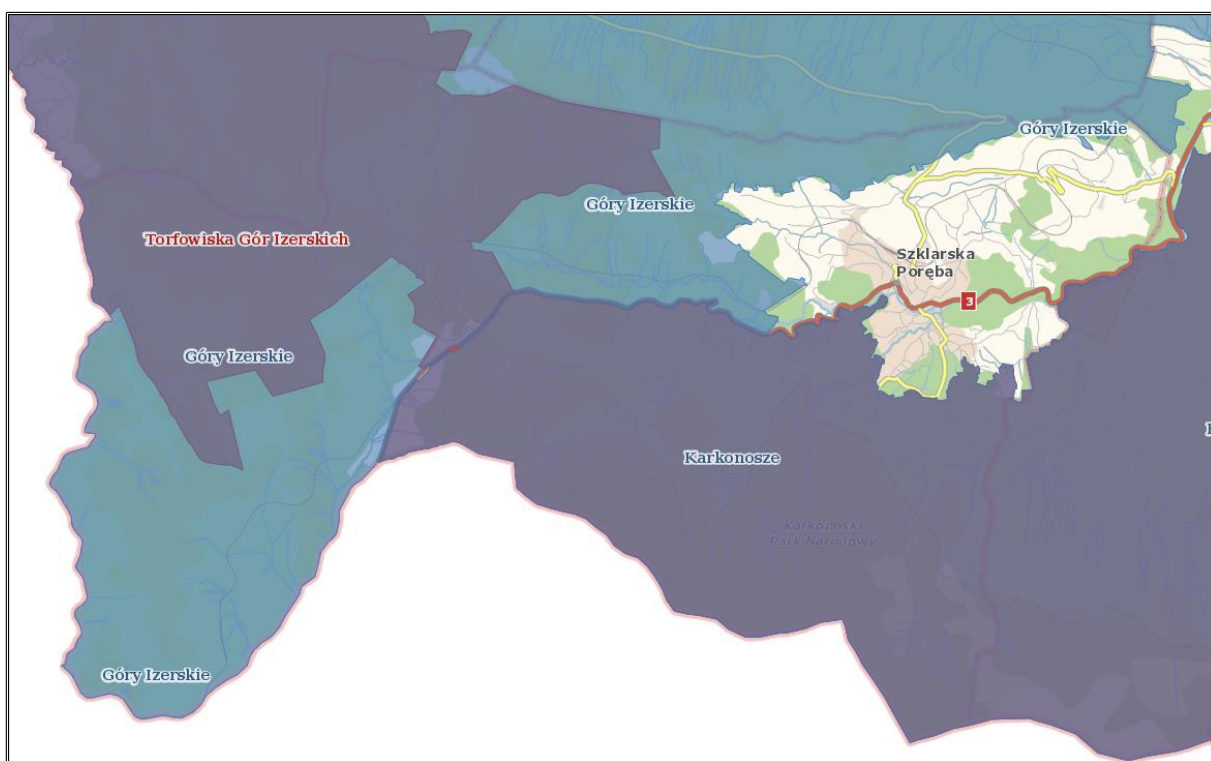 Góry Izerskie
Góry Izerskie
Torfowiska Gór Izerskich
Szklarska
Poręba
3
Góry Izerskie
Karkonosze
Karkonoski
Park Narodowy
Góry Izerskie